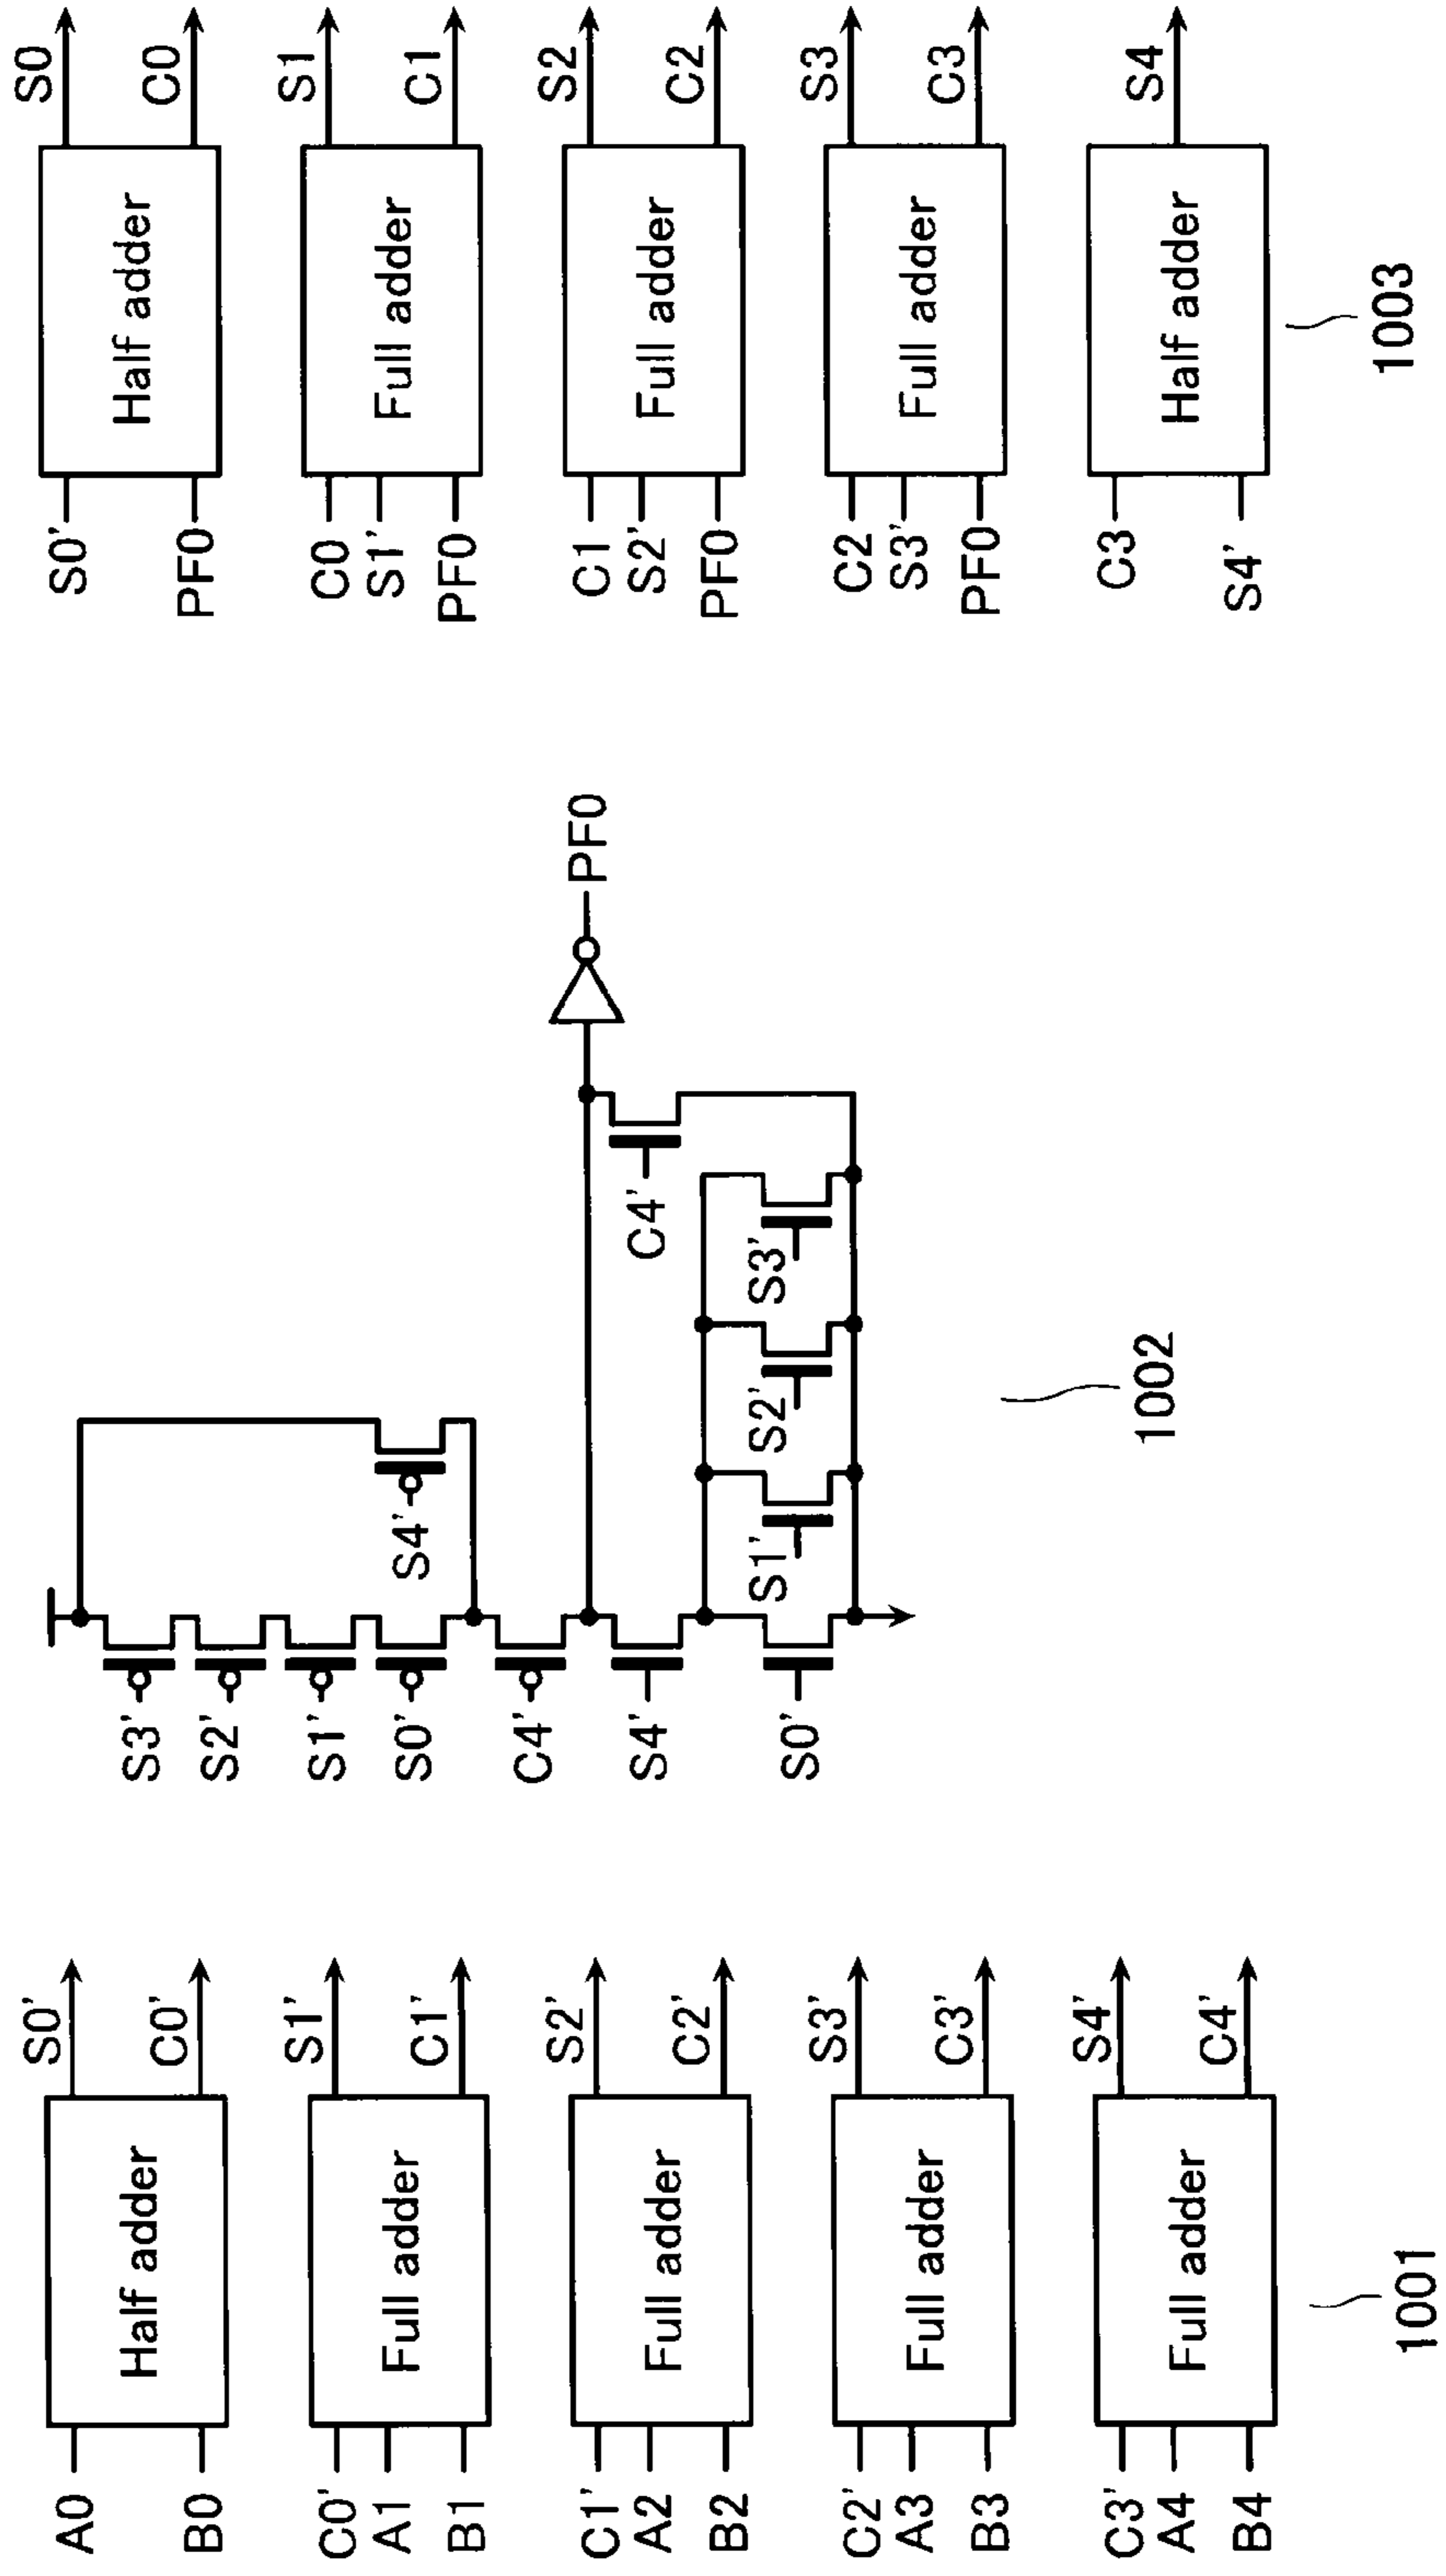 A0
B0
Half adder
S0'
C0'
C0'
A1
B1
Full adder
S1'
C1'
C1'
A2
B2
Full adder
S2'
C2'
C2'
A3
B3
Full adder
S3'
C3'
C3'
A4
B4
Full adder
S4'
C4'
1001
S3'
S2'
S1'
S0'
S4'
C4'
S4'
S0'
S1'
S2'
S3'
C4'
PF0
1002
S0'
PF0
Half adder
S0
C0
C0
S1'
PF0
Full adder
S1
C1
C1
S2'
PF0
Full adder
S2
C2
C2
S3'
PF0
Full adder
S3
C3
C3
S4'
Half adder
S4
1003